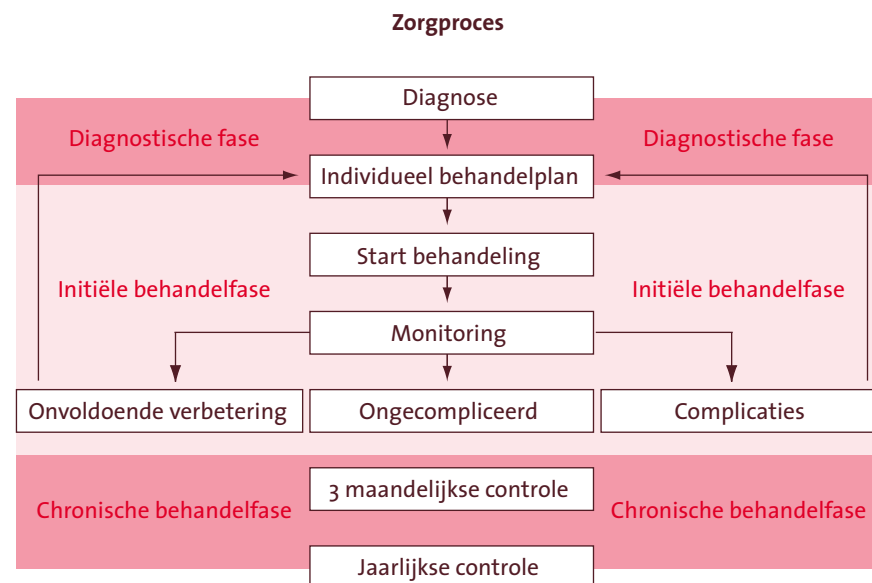 Zorgproces
Diagnose
Diagnostische fase
Diagnostische fase
Individueel behandelplan
Start behandeling
Initiële behandelfase
Initiële behandelfase
Monitoring
Onvoldoende verbetering
Ongecompliceerd
Complicaties
3 maandelijkse controle
Chronische behandelfase
Chronische behandelfase
Jaarlijkse controle